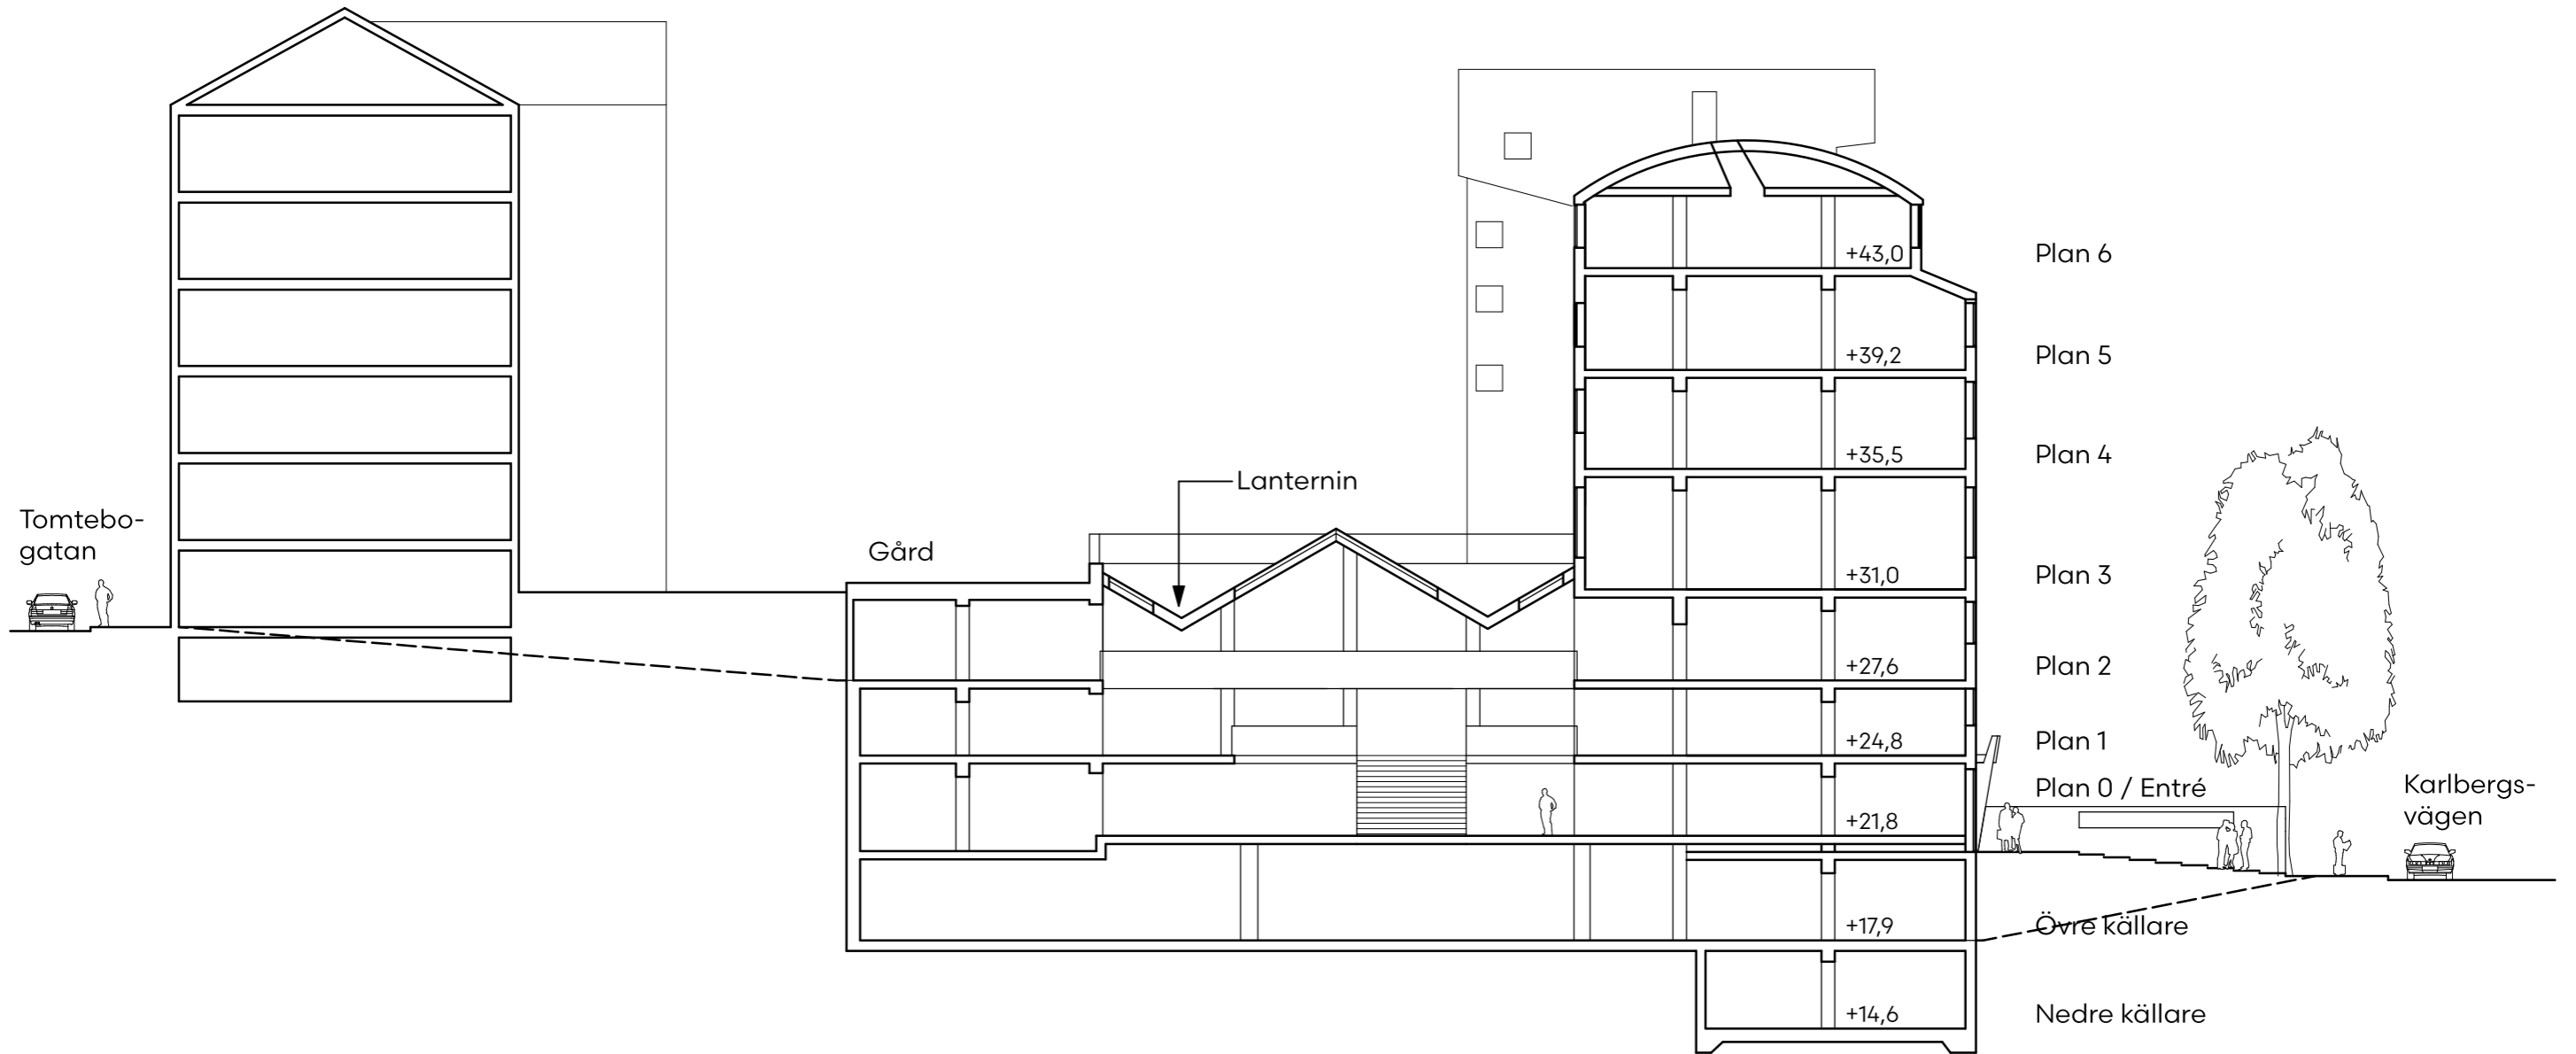 +43,0 Plan 6
+39,2 Plan 5
+35,5 Plan 4
Lanternin
Tomtebo-
gatan
Gård
+31,0 Plan 3
+27,6 Plan 2
+24,8 Plan 1
Plan 0 / Entré
+21,8
Karlbergs-
vägen
+17,9 Övre källare
+14,6 Nedre källare